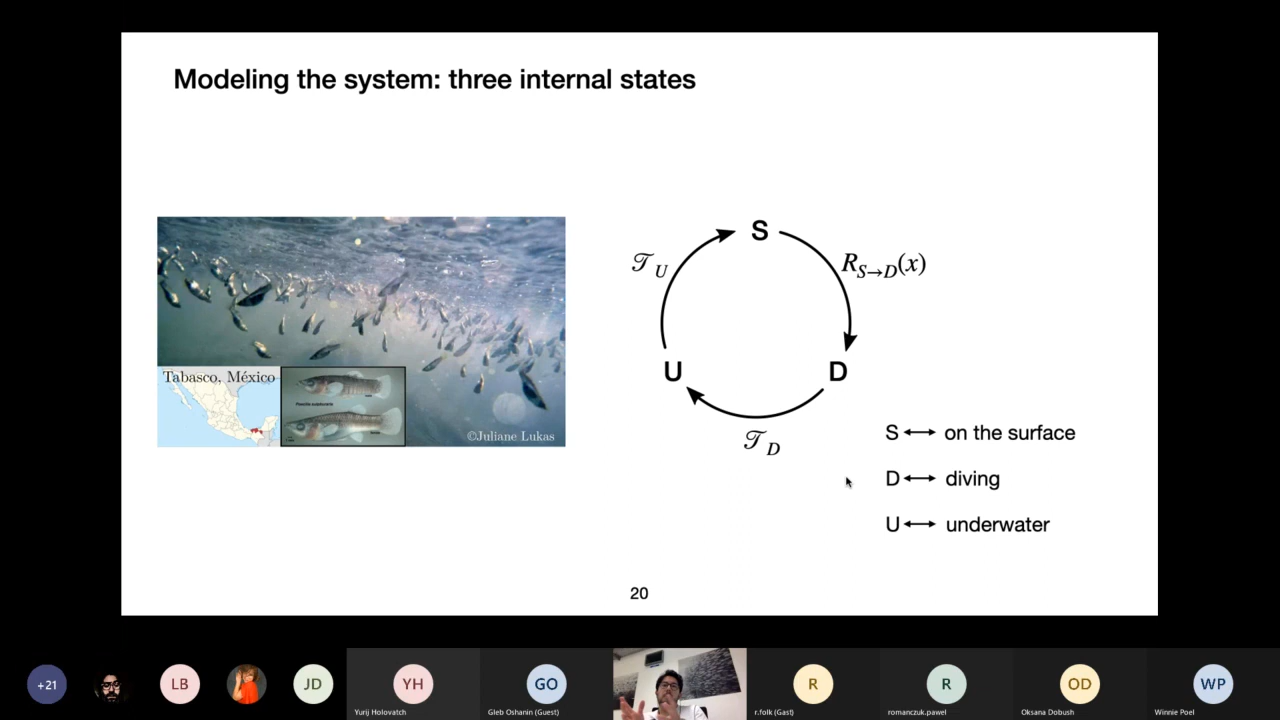 Modeling the system: three internal states
Tabasco, México
©Juliane Lukas
S
𝒯U
RS→D(x)
U
D
𝒯D
S ⟷ on the surface
D ⟷ diving
U ⟷ underwater
20
+21
LB
JD
YH
GO
R
R
OD
WP
Yurij Holovatch
Gleb Oshanin (Guest)
r.folk (Gast)
romanczuk.pawel
Oksana Dobush
Winnie Poel